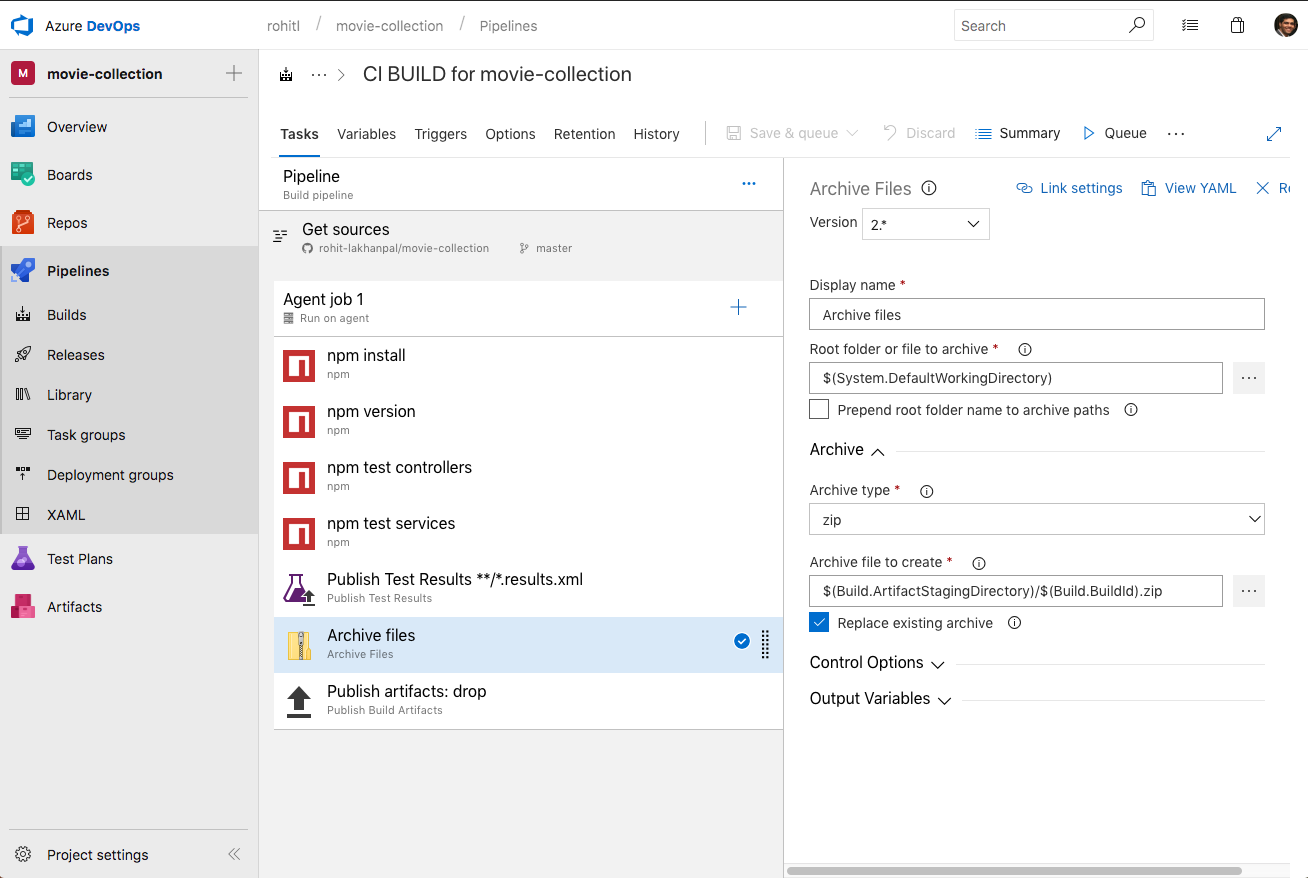 Azure DevOps
rohitl / movie-collection / Pipelines
Search
M movie-collection
Overview
Boards
Repos
Pipelines
Builds
Releases
Library
Task groups
Deployment groups
XAML
Test Plans
Artifacts
Project settings
··· > CI BUILD for movie-collection
Tasks Variables Triggers Options Retention History Save & queue Discard Summary Queue ···
Pipeline
Build pipeline
Get sources
rohit-lakhanpal/movie-collection master
Agent job 1
Run on agent
npm install
npm
npm version
npm
npm test controllers
npm
npm test services
npm
Publish Test Results **/*.results.xml
Publish Test Results
Archive files
Archive Files
Publish artifacts: drop
Publish Build Artifacts
Archive Files Link settings View YAML Re
Version 2.*
Display name *
Archive files
Root folder or file to archive *
$(System.DefaultWorkingDirectory)
Prepend root folder name to archive paths
Archive
Archive type *
zip
Archive file to create *
$(Build.ArtifactStagingDirectory)/$(Build.BuildId).zip
Replace existing archive
Control Options
Output Variables